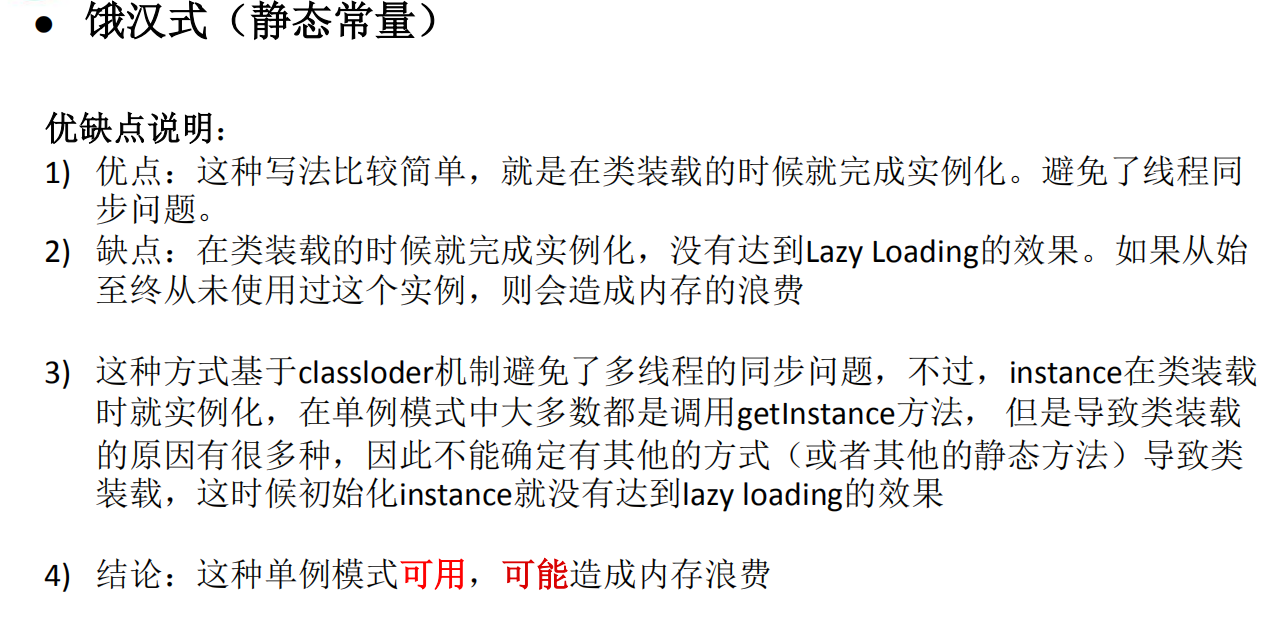 ● 饿汉式（静态常量）
优缺点说明：
1) 优点：这种写法比较简单，就是在类装载的时候就完成实例化。避免了线程同
步问题。
2) 缺点：在类装载的时候就完成实例化，没有达到Lazy Loading的效果。如果从始
至终从未使用过这个实例，则会造成内存的浪费
3) 这种方式基于classloder机制避免了多线程的同步问题，不过，instance在类装载
时就实例化，在单例模式中大多数都是调用getInstance方法， 但是导致类装载
的原因有很多种，因此不能确定有其他的方式（或者其他的静态方法）导致类
装载，这时候初始化instance就没有达到lazy loading的效果
4) 结论：这种单例模式可用，可能造成内存浪费